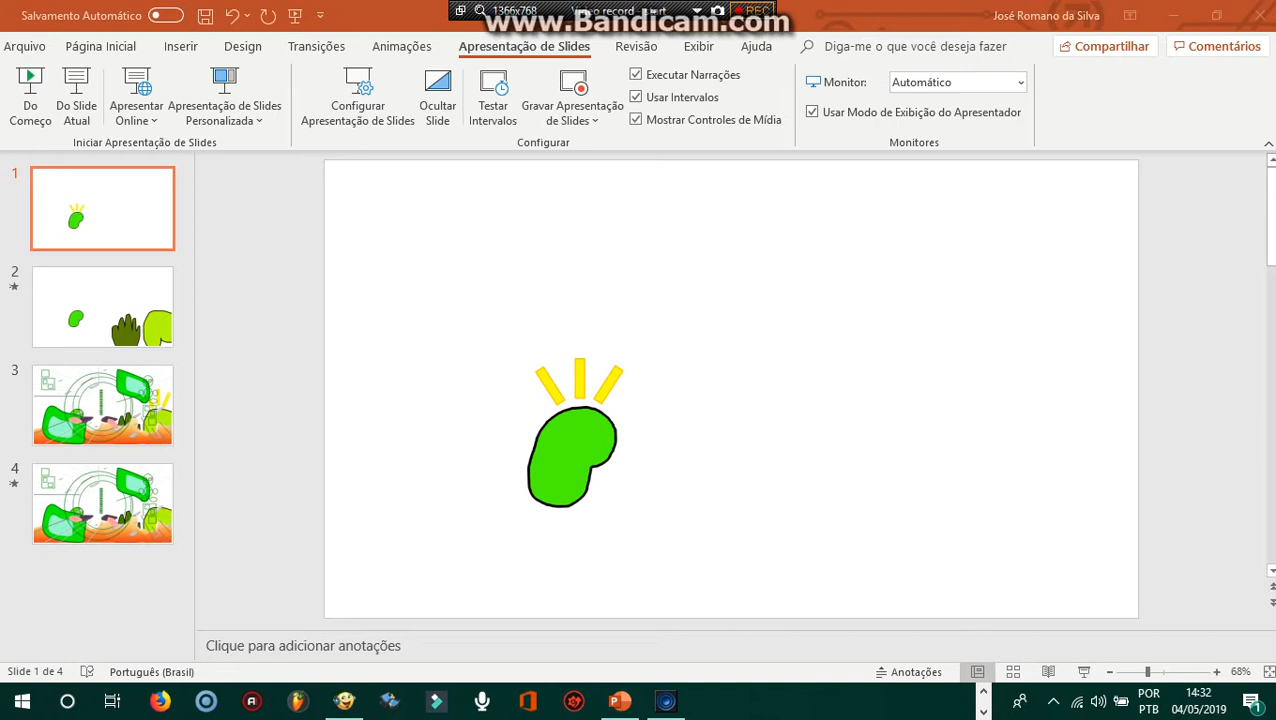 Salvamento Automático
1366x768
Video record - start
REC
www.Bandicam.com
José Romano da Silva
Arquivo Página Inicial Inserir Design Transições Animações Apresentação de Slides Revisão Exibir Ajuda Diga-me o que você deseja fazer Compartilhar Comentários
Do Começo
Do Slide Atual
Apresentar Online
Apresentação de Slides Personalizada
Configurar Apresentação de Slides
Ocultar Slide
Testar Intervalos
Gravar Apresentação de Slides
Executar Narrações
Usar Intervalos
Mostrar Controles de Mídia
Monitor: Automático
Usar Modo de Exibição do Apresentador
Iniciar Apresentação de Slides Configurar Monitores
1
2
3
4
Clique para adicionar anotações
Slide 1 de 4 Português (Brasil) Anotações 68%
POR
PTB
14:32
04/05/2019
1